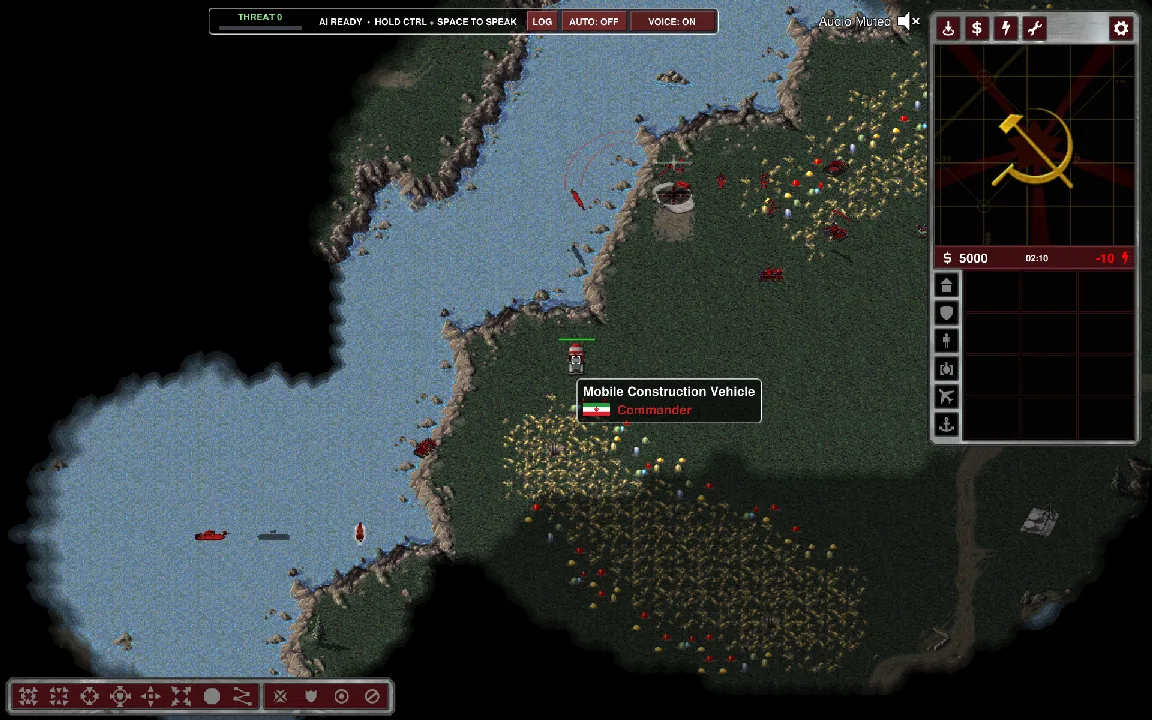 THREAT 0
AI READY · HOLD CTRL + SPACE TO SPEAK
LOG
AUTO: OFF
VOICE: ON
Audio Muted
$
$ 5000
02:10
-10
Mobile Construction Vehicle
Commander